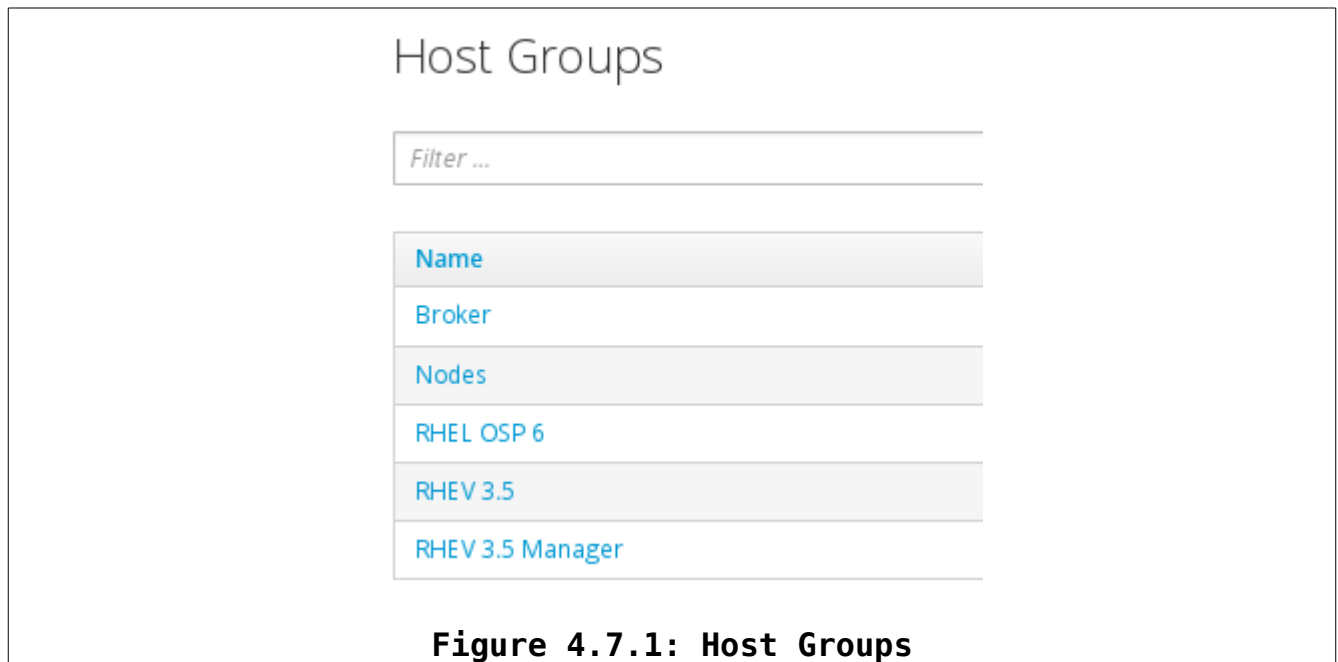 Host Groups
Filter ...
Name
Broker
Nodes
RHEL OSP 6
RHEV 3.5
RHEV 3.5 Manager
Figure 4.7.1: Host Groups